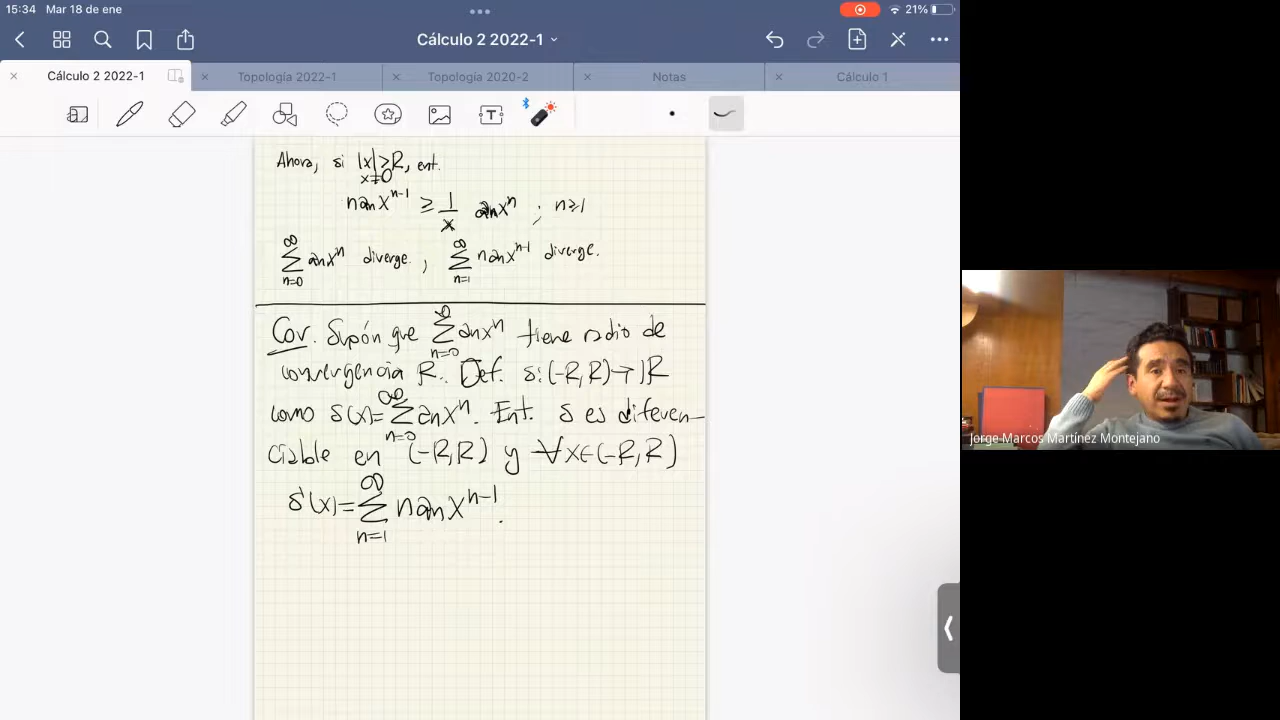 15:34 Mar 18 de ene
21%
Cálculo 2 2022-1
Cálculo 2 2022-1
Topología 2022-1
Topología 2020-2
Notas
Cálculo 1
T
Ahora, si |x|>R, ent.
x≠0
nanx^{n-1} ≥ 1/x anx^n ; n≥1
∑_{n=0}^{∞} anx^n diverge, ∑_{n=1}^{∞} nanx^{n-1} diverge.
Cor. Supón que ∑_{n=0}^{∞} anx^n tiene radio de
convergencia R. Def. s:(-R,R)→ℝ
como s(x)=∑_{n=0}^{∞} anx^n. Ent. s es diferen-
ciable en (-R,R) y ∀x∈(-R,R)
s'(x)=∑_{n=1}^{∞} nanx^{n-1}.
Jorge Marcos Martínez Montejano